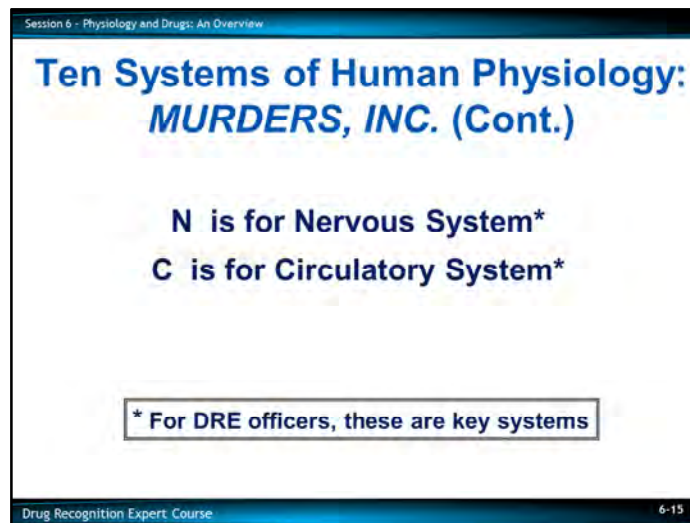 Session 6 - Physiology and Drugs: An Overview
Ten Systems of Human Physiology:
MURDERS, INC. (Cont.)
N is for Nervous System*
C is for Circulatory System*
* For DRE officers, these are key systems
Drug Recognition Expert Course
6-15